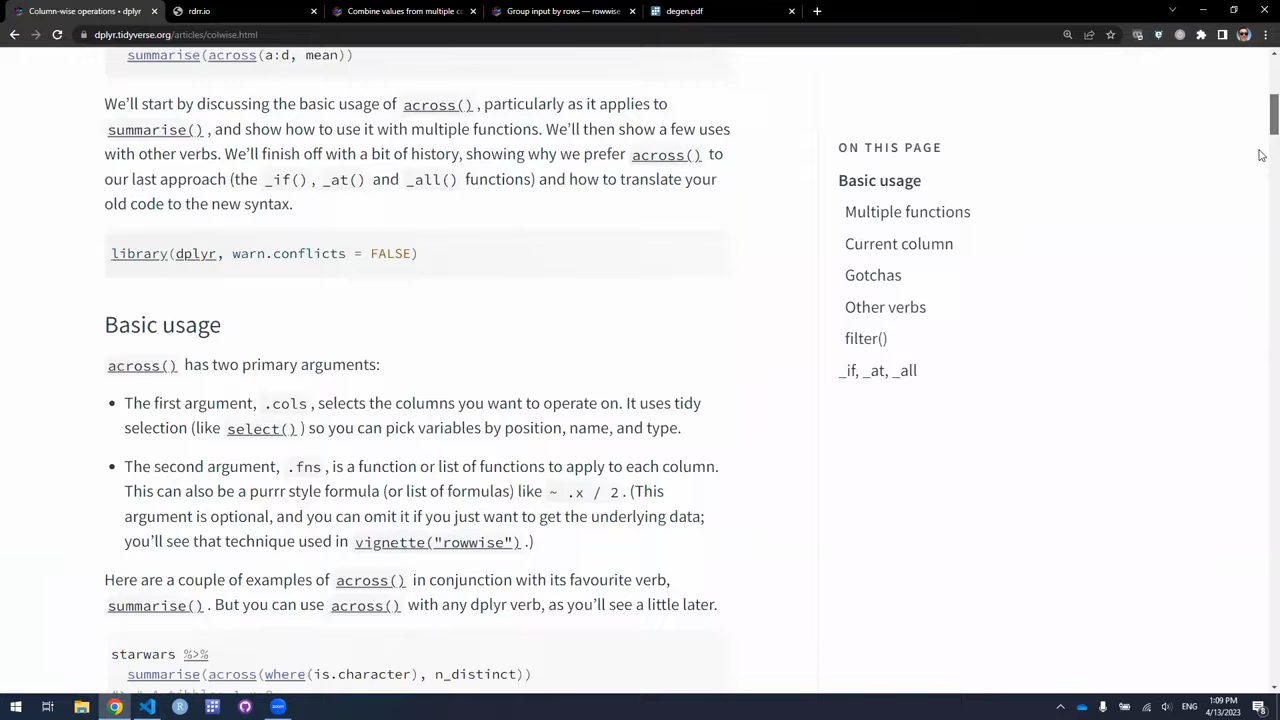 Column-wise operations • dplyr
rdrr.io
Combine values from multiple co
Group input by rows — rowwise
degen.pdf
dplyr.tidyverse.org/articles/colwise.html
summarise(across(a:d, mean))
We’ll start by discussing the basic usage of across(), particularly as it applies to
summarise(), and show how to use it with multiple functions. We’ll then show a few uses
with other verbs. We’ll finish off with a bit of history, showing why we prefer across() to
our last approach (the _if(), _at() and _all() functions) and how to translate your
old code to the new syntax.
library(dplyr, warn.conflicts = FALSE)
Basic usage
across() has two primary arguments:
• The first argument, .cols, selects the columns you want to operate on. It uses tidy
selection (like select()) so you can pick variables by position, name, and type.
• The second argument, .fns, is a function or list of functions to apply to each column.
This can also be a purrr style formula (or list of formulas) like ~ .x / 2. (This
argument is optional, and you can omit it if you just want to get the underlying data;
you’ll see that technique used in vignette("rowwise").)
Here are a couple of examples of across() in conjunction with its favourite verb,
summarise(). But you can use across() with any dplyr verb, as you’ll see a little later.
starwars %>%
summarise(across(where(is.character), n_distinct))
ON THIS PAGE
Basic usage
Multiple functions
Current column
Gotchas
Other verbs
filter()
_if, _at, _all
ENG
1:09 PM
4/13/2023